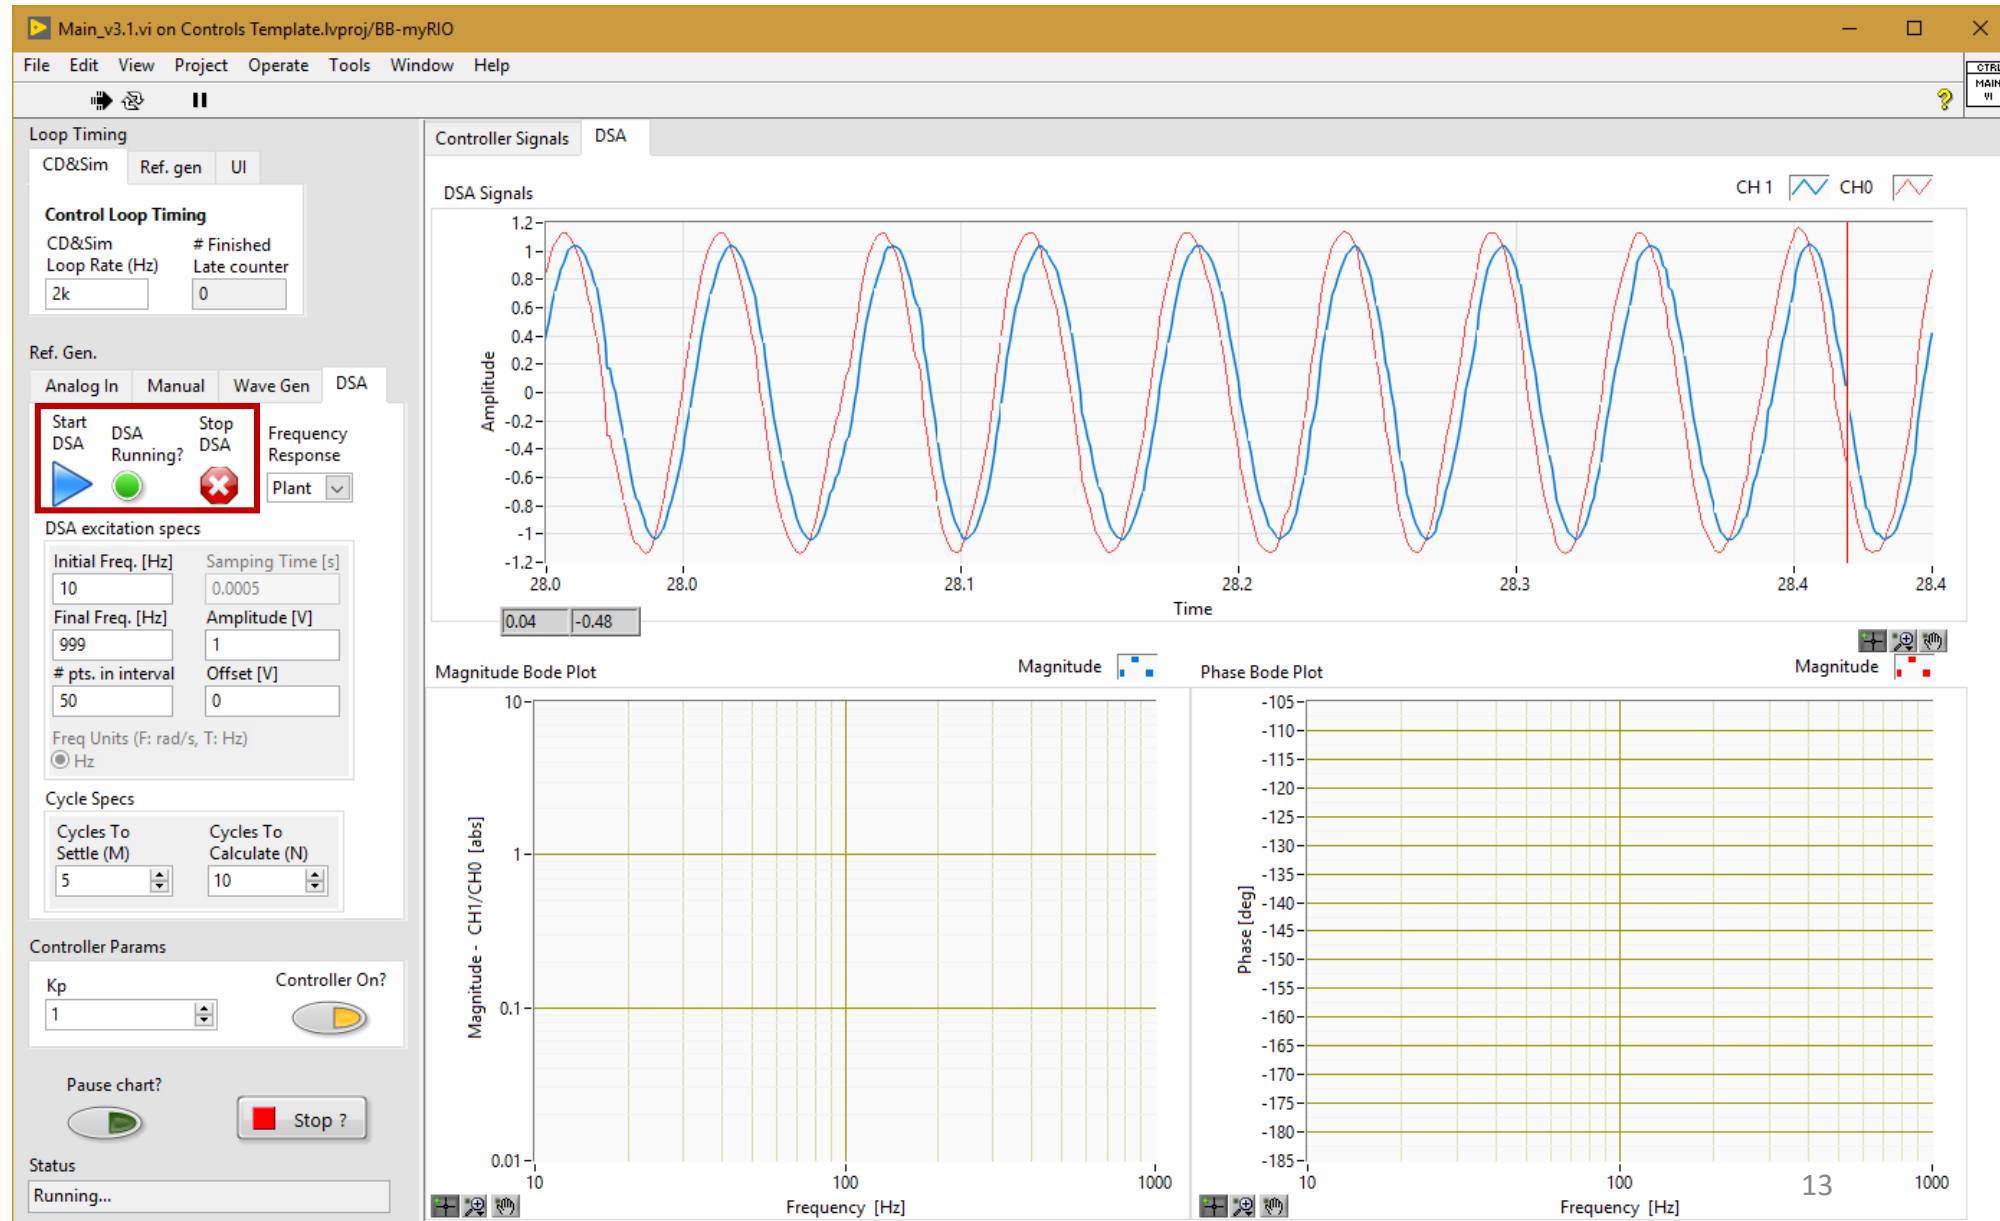 Main_v3.1.vi on Controls Template.lvproj/BB-myRIO
File Edit View Project Operate Tools Window Help
CTRL
MAIN
VI
Loop Timing
CD&Sim Ref. gen UI
Control Loop Timing
CD&Sim
Loop Rate (Hz)
# Finished
Late counter
2k 0
Ref. Gen.
Analog In Manual Wave Gen DSA
Start
DSA
DSA
Running?
Stop
DSA
Frequency
Response
Plant
DSA excitation specs
Initial Freq. [Hz] Samping Time [s]
10 0.0005
Final Freq. [Hz] Amplitude [V]
999 1
# pts. in interval Offset [V]
50 0
Freq Units (F: rad/s, T: Hz)
Hz
Cycle Specs
Cycles To
Settle (M)
Cycles To
Calculate (N)
5 10
Controller Params
Kp
Controller On?
1
Pause chart?
Stop ?
Status
Running...
Controller Signals DSA
DSA Signals
CH 1 CH0
1.2
1
0.8
0.6
0.4
0.2
0
-0.2
-0.4
-0.6
-0.8
-1
-1.2
Amplitude
28.0 28.0 28.1 28.2 28.3 28.4 28.4
Time
0.04 -0.48
Magnitude Bode Plot
Magnitude
10
1
0.1
0.01
Magnitude - CH1/CH0 [abs]
10 100 1000
Frequency [Hz]
Phase Bode Plot
Magnitude
-105
-110
-115
-120
-125
-130
-135
-140
-145
-150
-155
-160
-165
-170
-175
-180
-185
Phase [deg]
10 100 1000
Frequency [Hz]
13